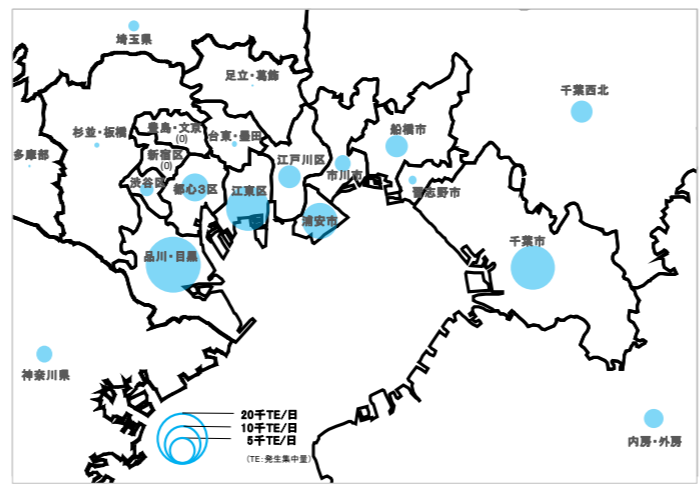 埼玉県
足立・葛飾
千葉西北
杉並・板橋
豊島・文京
(0)
台東・墨田
船橋市
多摩部
新宿区
(0)
江戸川区
市川市
渋谷区
都心3区
江東区
習志野市
浦安市
品川・目黒
千葉市
神奈川県
20千TE/日
10千TE/日
5千TE/日
(TE:発生集中量)
内房・外房